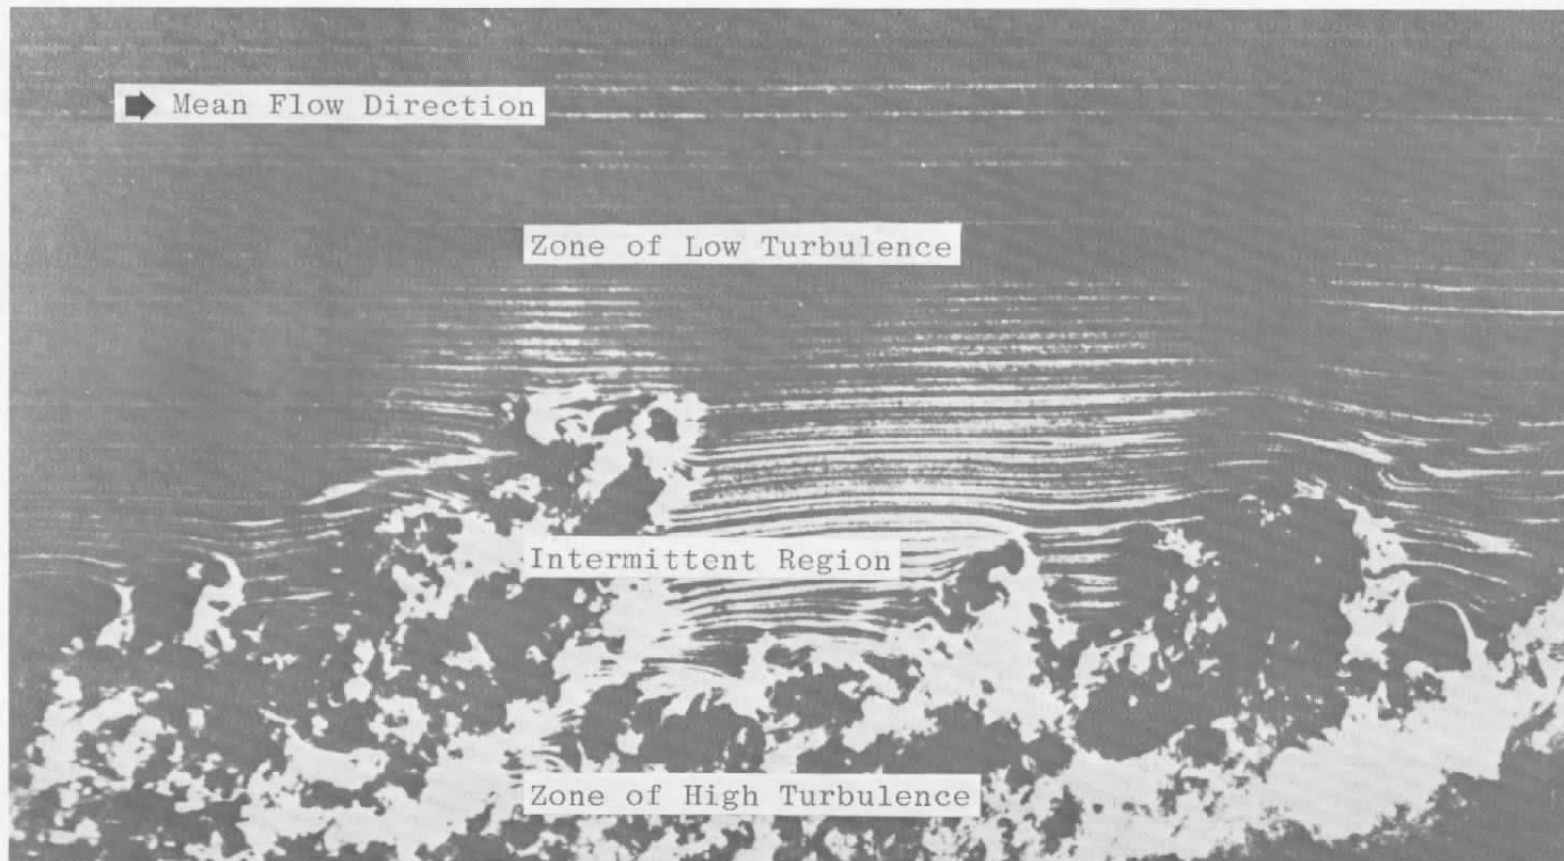 Mean Flow Direction
Zone of Low Turbulence
Intermittent Region
Zone of High Turbulence